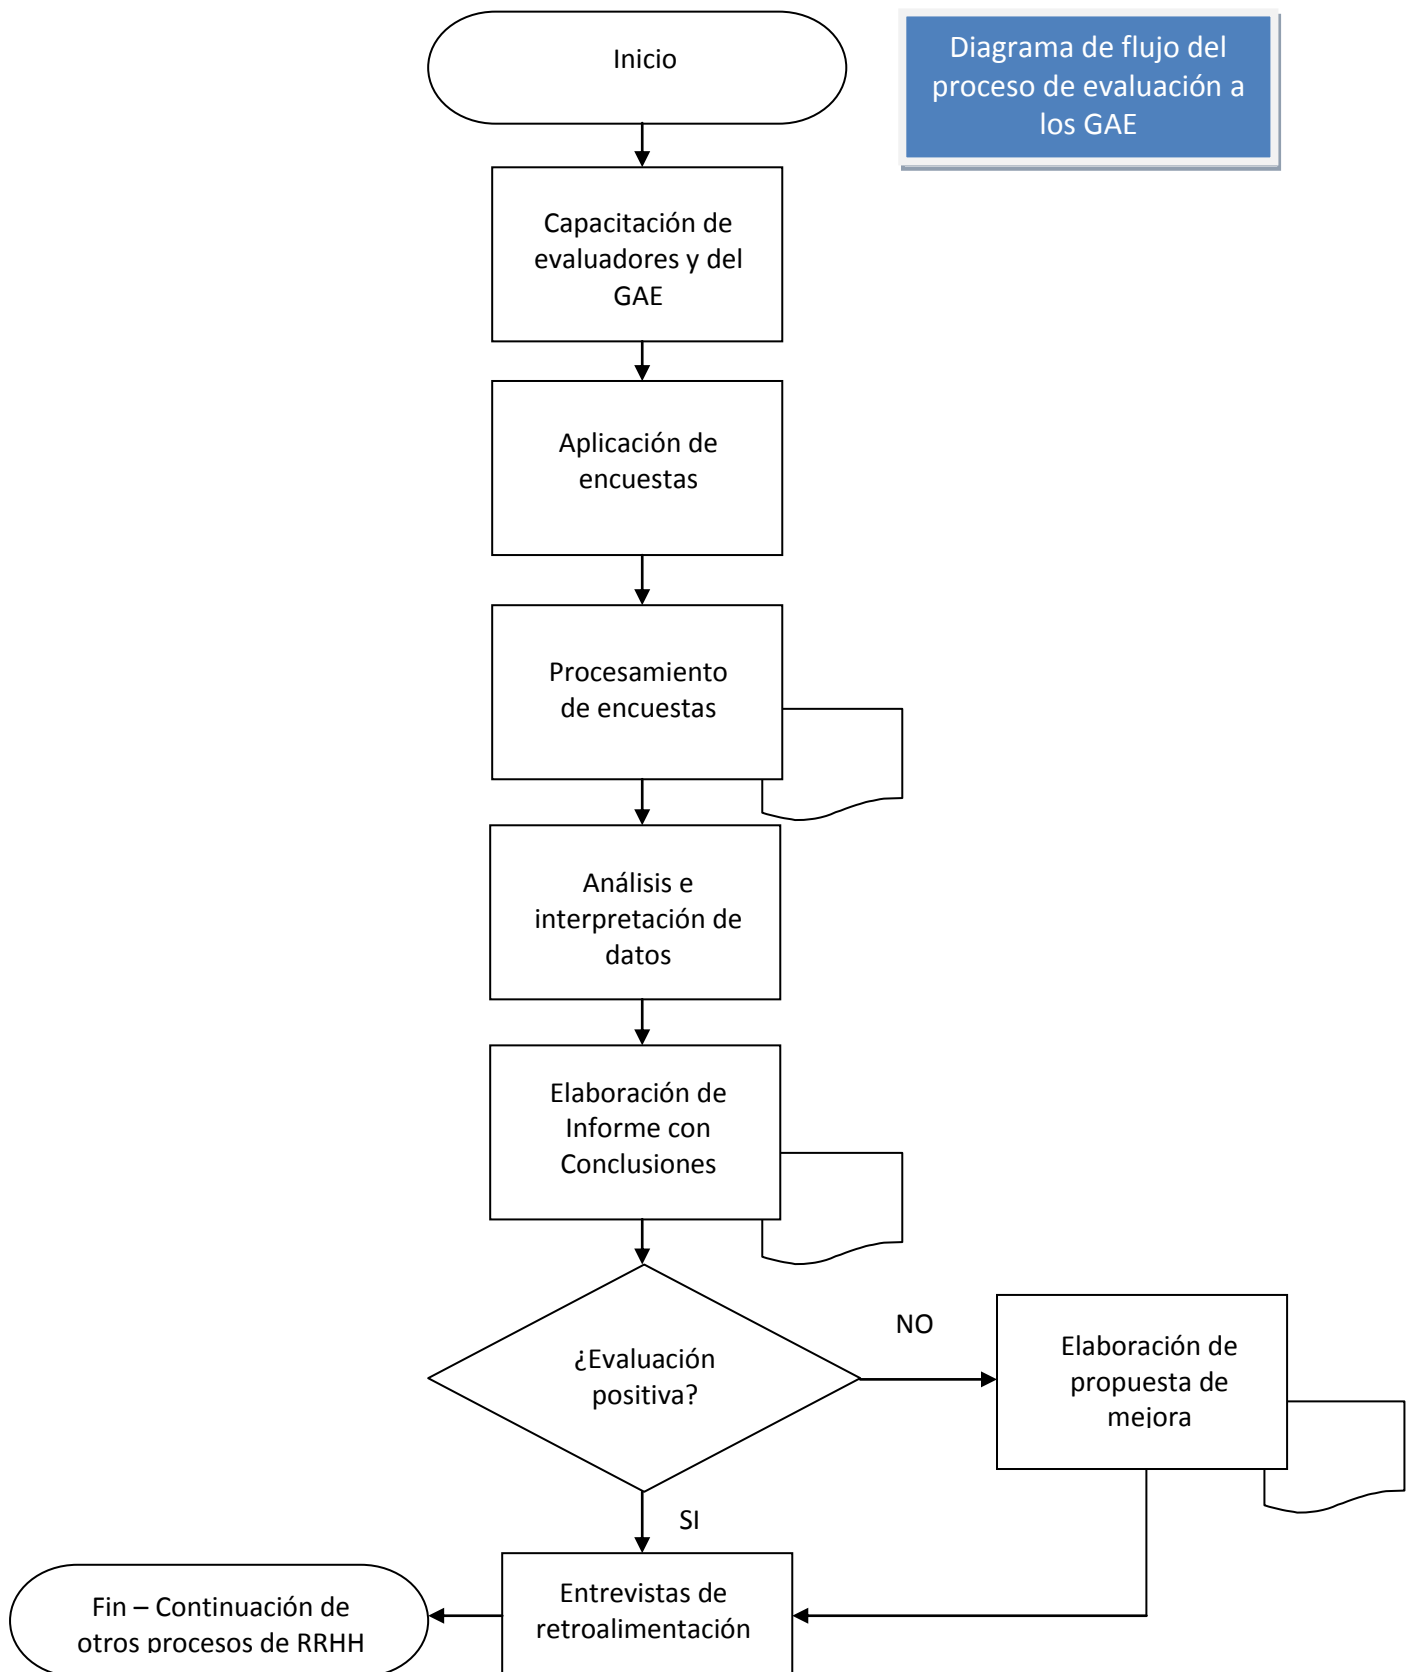 Inicio
Diagrama de flujo del
proceso de evaluación a
los GAE
Capacitación de
evaluadores y del
GAE
Aplicación de
encuestas
Procesamiento
de encuestas
Análisis e
interpretación de
datos
Elaboración de
Informe con
Conclusiones
¿Evaluación
positiva?
NO
Elaboración de
propuesta de
mejora
SI
Entrevistas de
retroalimentación
Fin – Continuación de
otros procesos de RRHH